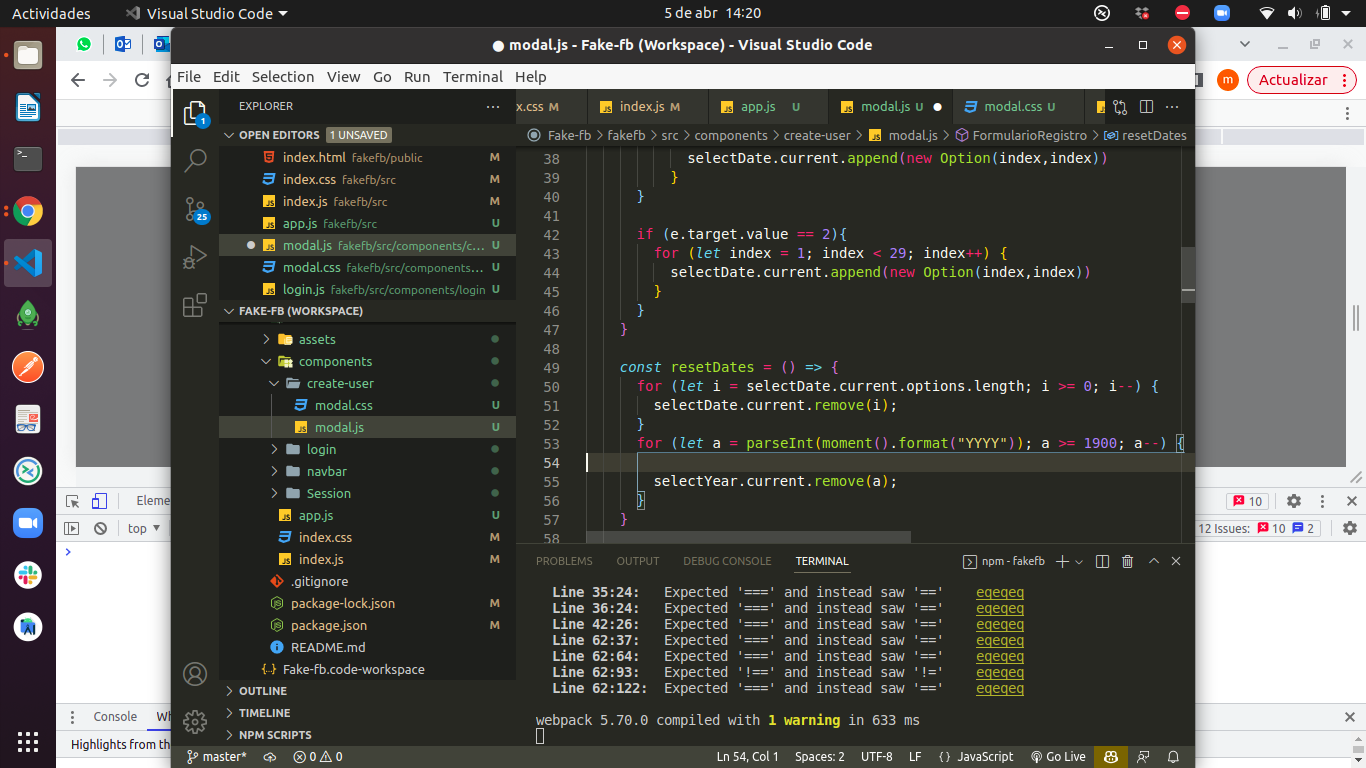 Actividades
Visual Studio Code
5 de abr 14:20
● modal.js - Fake-fb (Workspace) - Visual Studio Code
File Edit Selection View Go Run Terminal Help
m
Actualizar
1
25
EXPLORER
OPEN EDITORS 1 UNSAVED
index.html fakefb/public M
index.css fakefb/src M
index.js fakefb/src M
app.js fakefb/src U
modal.js fakefb/src/components/c... U
modal.css fakefb/src/components... U
login.js fakefb/src/components/login U
FAKE-FB (WORKSPACE)
assets
components
create-user
modal.css U
modal.js U
login
navbar
Session
app.js U
index.css M
index.js M
.gitignore
package-lock.json M
package.json M
README.md
Fake-fb.code-workspace
OUTLINE
TIMELINE
NPM SCRIPTS
x.css M index.js M app.js U modal.js U modal.css U
Fake-fb > fakefb > src > components > create-user > modal.js > FormularioRegistro > resetDates
38 selectDate.current.append(new Option(index,index))
39 }
40 }
41
42 if (e.target.value == 2){
43 for (let index = 1; index < 29; index++) {
44 selectDate.current.append(new Option(index,index))
45 }
46 }
47 }
48
49 const resetDates = () => {
50 for (let i = selectDate.current.options.length; i >= 0; i--) {
51 selectDate.current.remove(i);
52 }
53 for (let a = parseInt(moment().format("YYYY")); a >= 1900; a--) {
54
55 selectYear.current.remove(a);
56 }
57 }
58
PROBLEMS OUTPUT DEBUG CONSOLE TERMINAL
npm - fakefb
Line 35:24: Expected '===' and instead saw '==' eqeqeq
Line 36:24: Expected '===' and instead saw '==' eqeqeq
Line 42:26: Expected '===' and instead saw '==' eqeqeq
Line 62:37: Expected '===' and instead saw '==' eqeqeq
Line 62:64: Expected '===' and instead saw '==' eqeqeq
Line 62:93: Expected '!==' and instead saw '!=' eqeqeq
Line 62:122: Expected '===' and instead saw '==' eqeqeq
webpack 5.70.0 compiled with 1 warning in 633 ms
master* 0 0 Ln 54, Col 1 Spaces: 2 UTF-8 LF {} JavaScript Go Live
Eleme
top
10
12 Issues: 10 2
Console Wh
Highlights from th